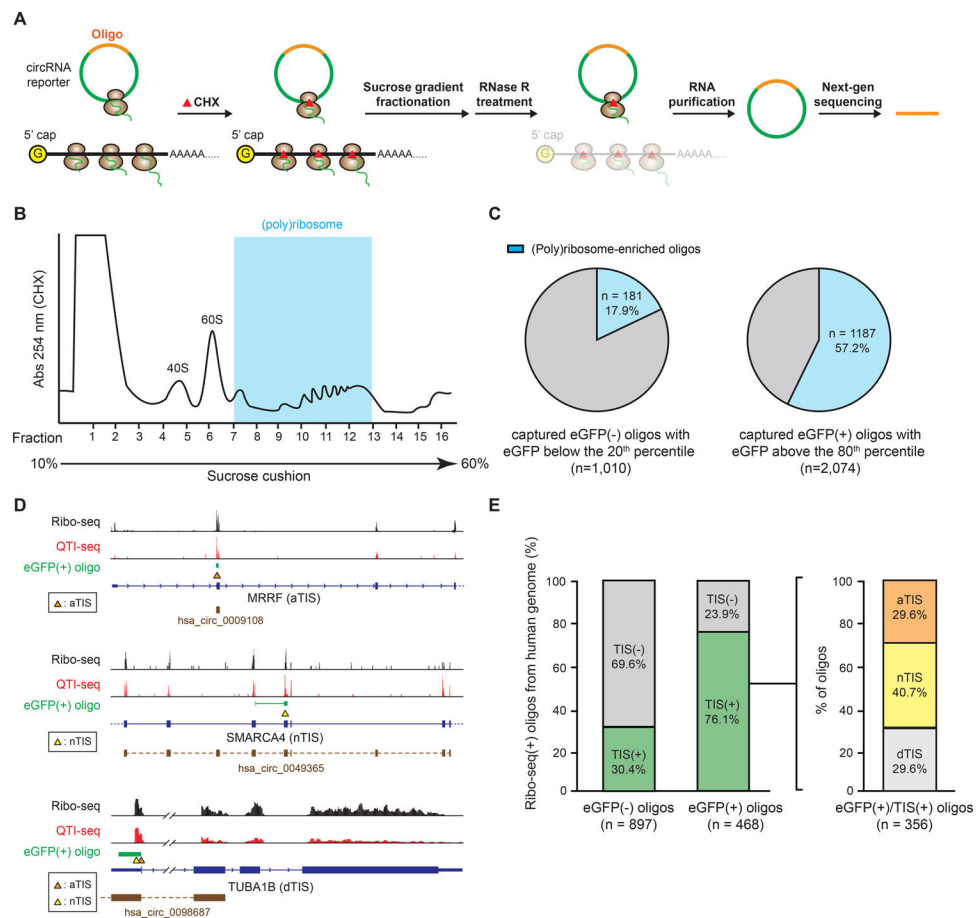 A
Oligo
circRNA
reporter
CHX
Sucrose gradient
fractionation
RNase R
treatment
RNA
purification
Next-gen
sequencing
5' cap
G
AAAAA....
5' cap
G
AAAAA....
5' cap
G
AAAAA....
B
(poly)ribosome
Abs 254 nm (CHX)
40S
60S
Fraction
1 2 3 4 5 6 7 8 9 10 11 12 13 14 15 16
10%
60%
Sucrose cushion
C
(Poly)ribosome-enriched oligos
n = 181
17.9%
n = 1187
57.2%
captured eGFP(-) oligos with
eGFP below the 20th percentile
(n=1,010)
captured eGFP(+) oligos with
eGFP above the 80th percentile
(n=2,074)
D
Ribo-seq
QTI-seq
eGFP(+) oligo
MRRF (aTIS)
: aTIS
hsa_circ_0009108
Ribo-seq
QTI-seq
eGFP(+) oligo
SMARCA4 (nTIS)
: nTIS
hsa_circ_0049365
Ribo-seq
QTI-seq
eGFP(+) oligo
: aTIS
: nTIS
TUBA1B (dTIS)
hsa_circ_0098687
E
Ribo-seq(+) oligos from human genome (%)
100
80
60
40
20
0
TIS(-)
69.6%
TIS(+)
30.4%
TIS(-)
23.9%
TIS(+)
76.1%
eGFP(-) oligos
(n = 897)
eGFP(+) oligos
(n = 468)
% of oligos
100
80
60
40
20
0
aTIS
29.6%
nTIS
40.7%
dTIS
29.6%
eGFP(+)/TIS(+) oligos
(n = 356)